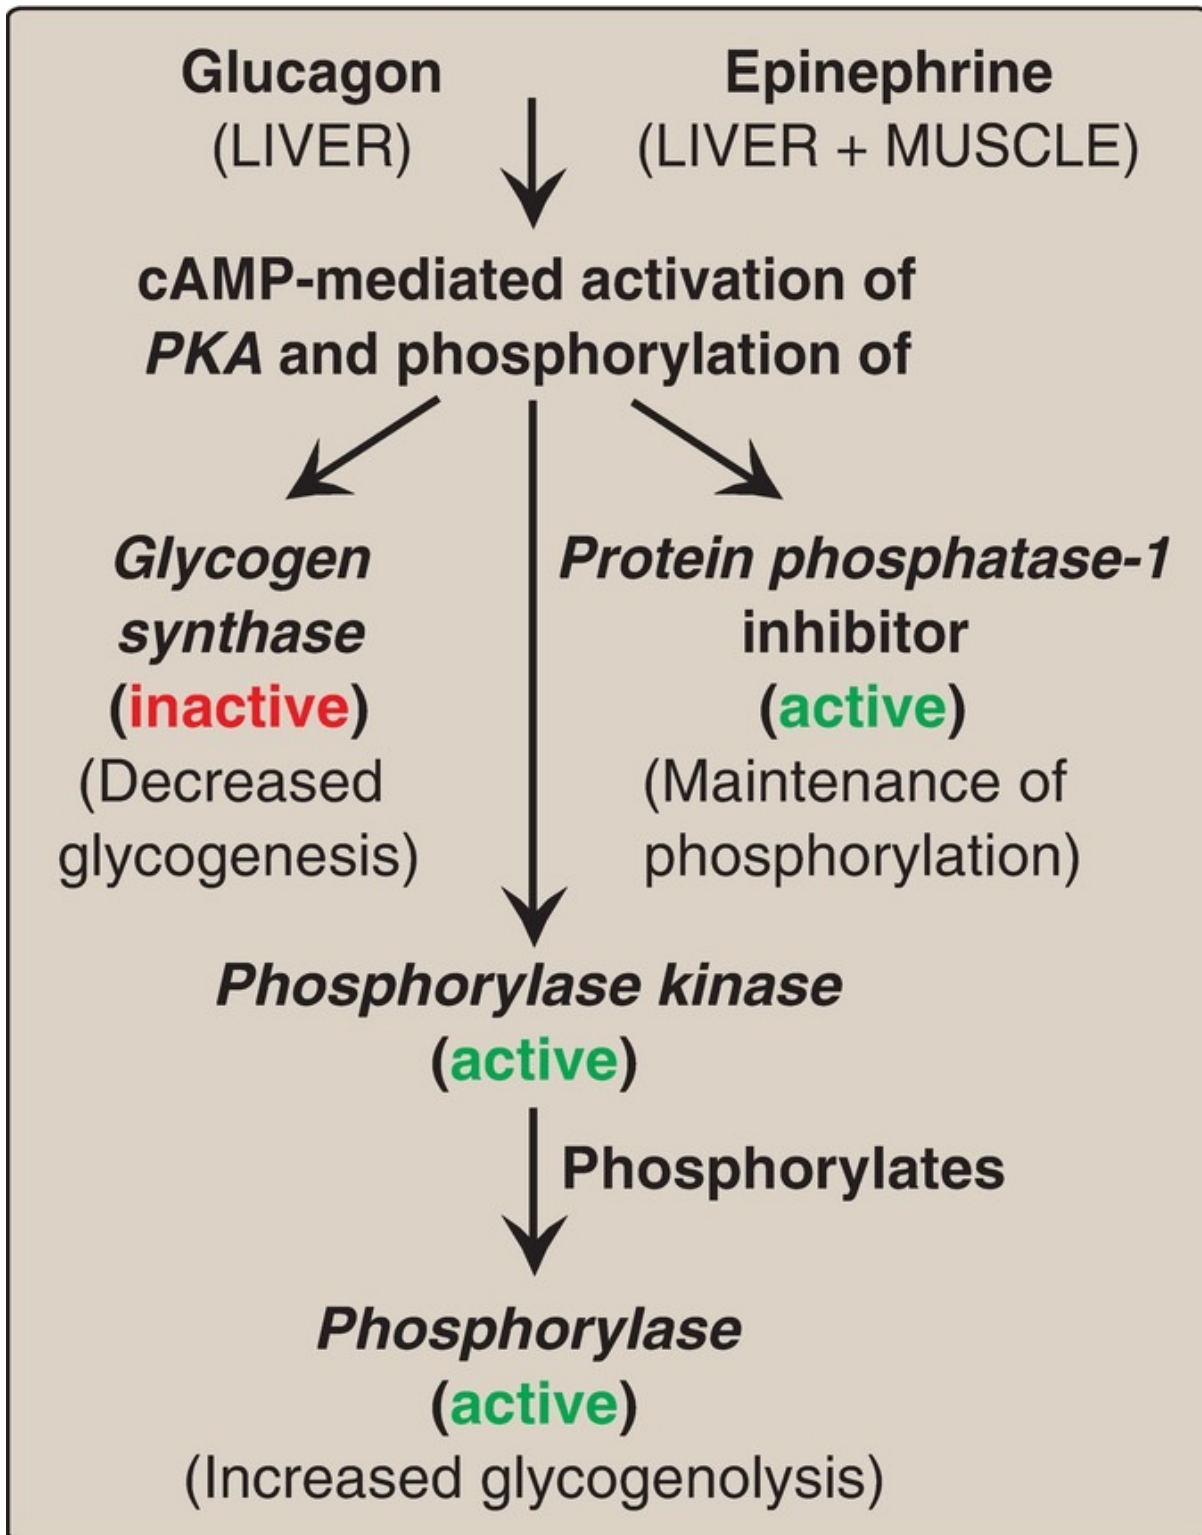 Glucagon
(LIVER)
Epinephrine
(LIVER + MUSCLE)
cAMP-mediated activation of
PKA and phosphorylation of
Glycogen
synthase
(inactive)
(Decreased
glycogenesis)
Protein phosphatase-1
inhibitor
(active)
(Maintenance of
phosphorylation)
Phosphorylase kinase
(active)
Phosphorylates
Phosphorylase
(active)
(Increased glycogenolysis)